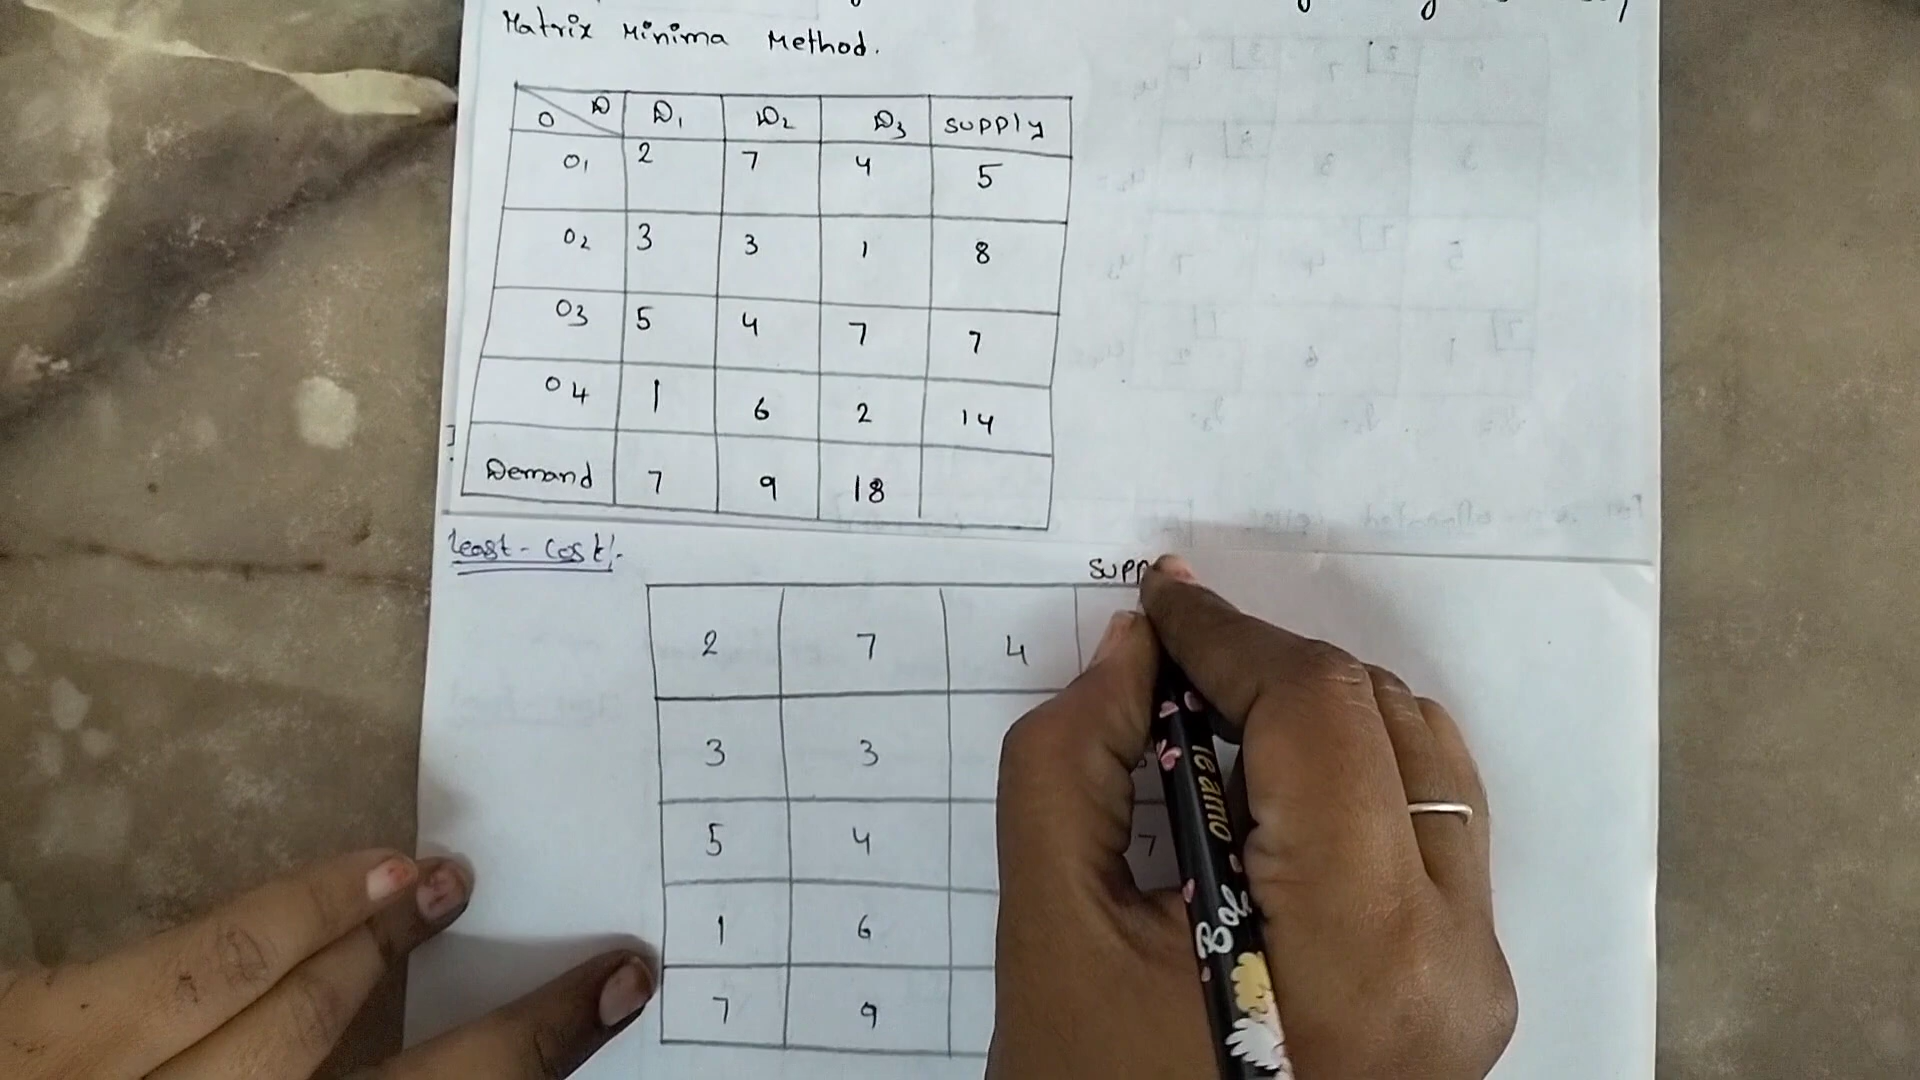 Matrix Minima Method.
O D D1 D2 D3 supply
O1 2 7 4 5
O2 3 3 1 8
O3 5 4 7 7
O4 1 6 2 14
Demand 7 9 18
least - cost:-
supp
2 7 4
3 3
5 4 7
1 6
7 9
Te amo